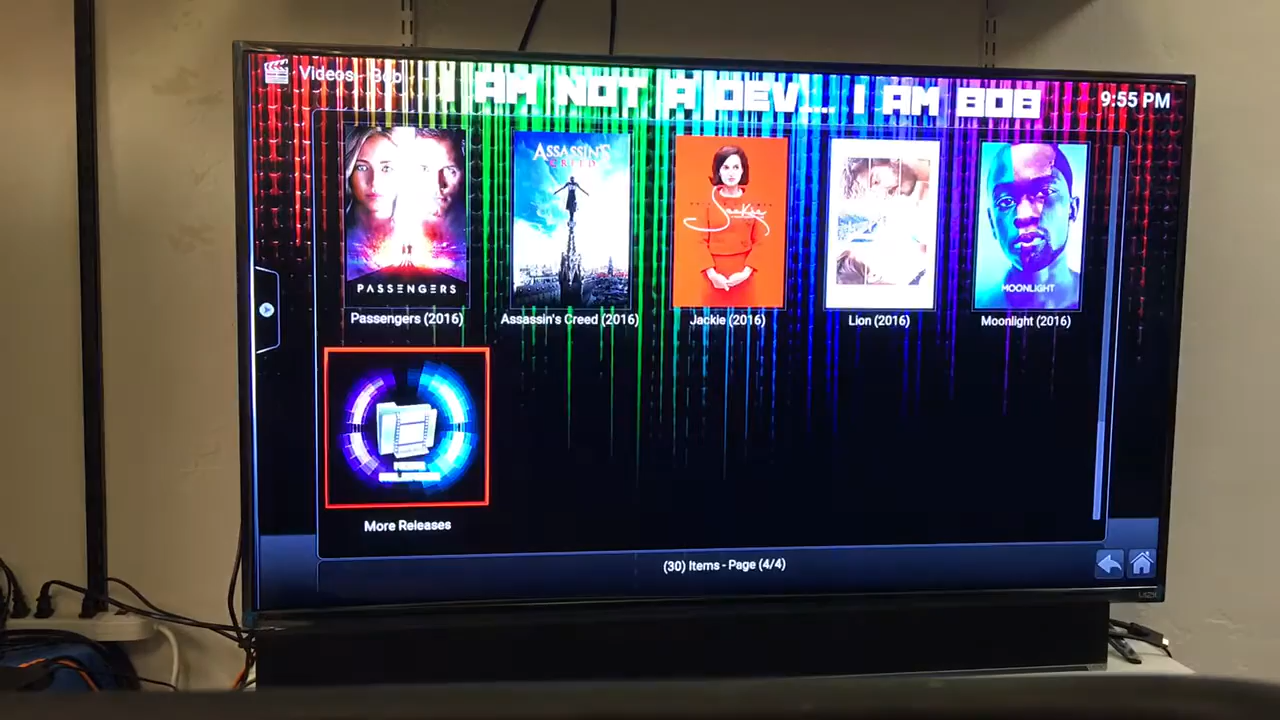 Videos - Bob
I AM NOT A DEV... I AM BOB
9:55 PM
PASSENGERS
ASSASSIN'S
CREED
Jackie
MOONLIGHT
Passengers (2016)
Assassin's Creed (2016)
Jackie (2016)
Lion (2016)
Moonlight (2016)
More Releases
(30) Items - Page (4/4)